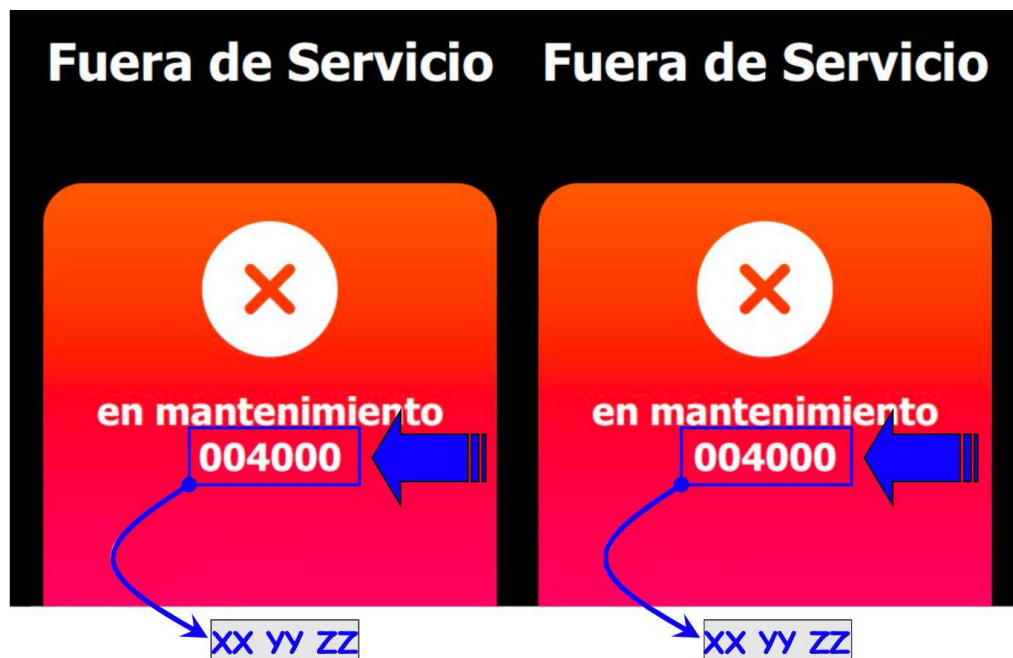 Fuera de Servicio
en mantenimiento
004000
XX YY ZZ
Fuera de Servicio
en mantenimiento
004000
XX YY ZZ